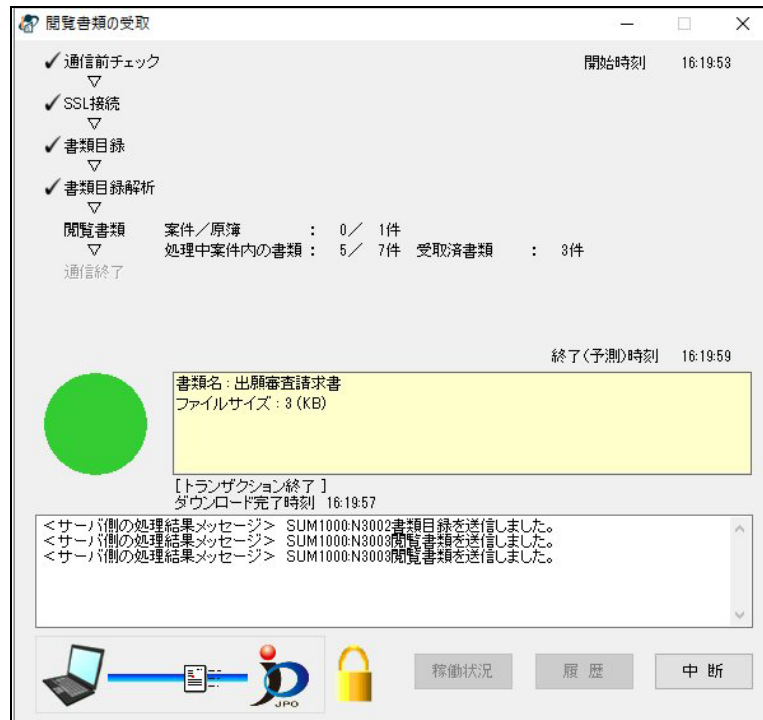 閲覧書類の受取
✓通信前チェック 開始時刻 16:19:53
▽
✓SSL接続
▽
✓書類目録
▽
✓書類目録解析
▽
閲覧書類 案件／原簿 : 0／ 1件
▽ 処理中案件内の書類 : 5／ 7件 受取済書類 : 3件
通信終了
終了(予測)時刻 16:19:59
書類名:出願審査請求書
ファイルサイズ:3(KB)
[トランザクション終了 ]
ダウンロード完了時刻 16:19:57
＜サーバ側の処理結果メッセージ＞ SUM1000:N3002書類目録を送信しました。
＜サーバ側の処理結果メッセージ＞ SUM1000:N3003閲覧書類を送信しました。
＜サーバ側の処理結果メッセージ＞ SUM1000:N3003閲覧書類を送信しました。
JPO 稼働状況 履 歴 中 断